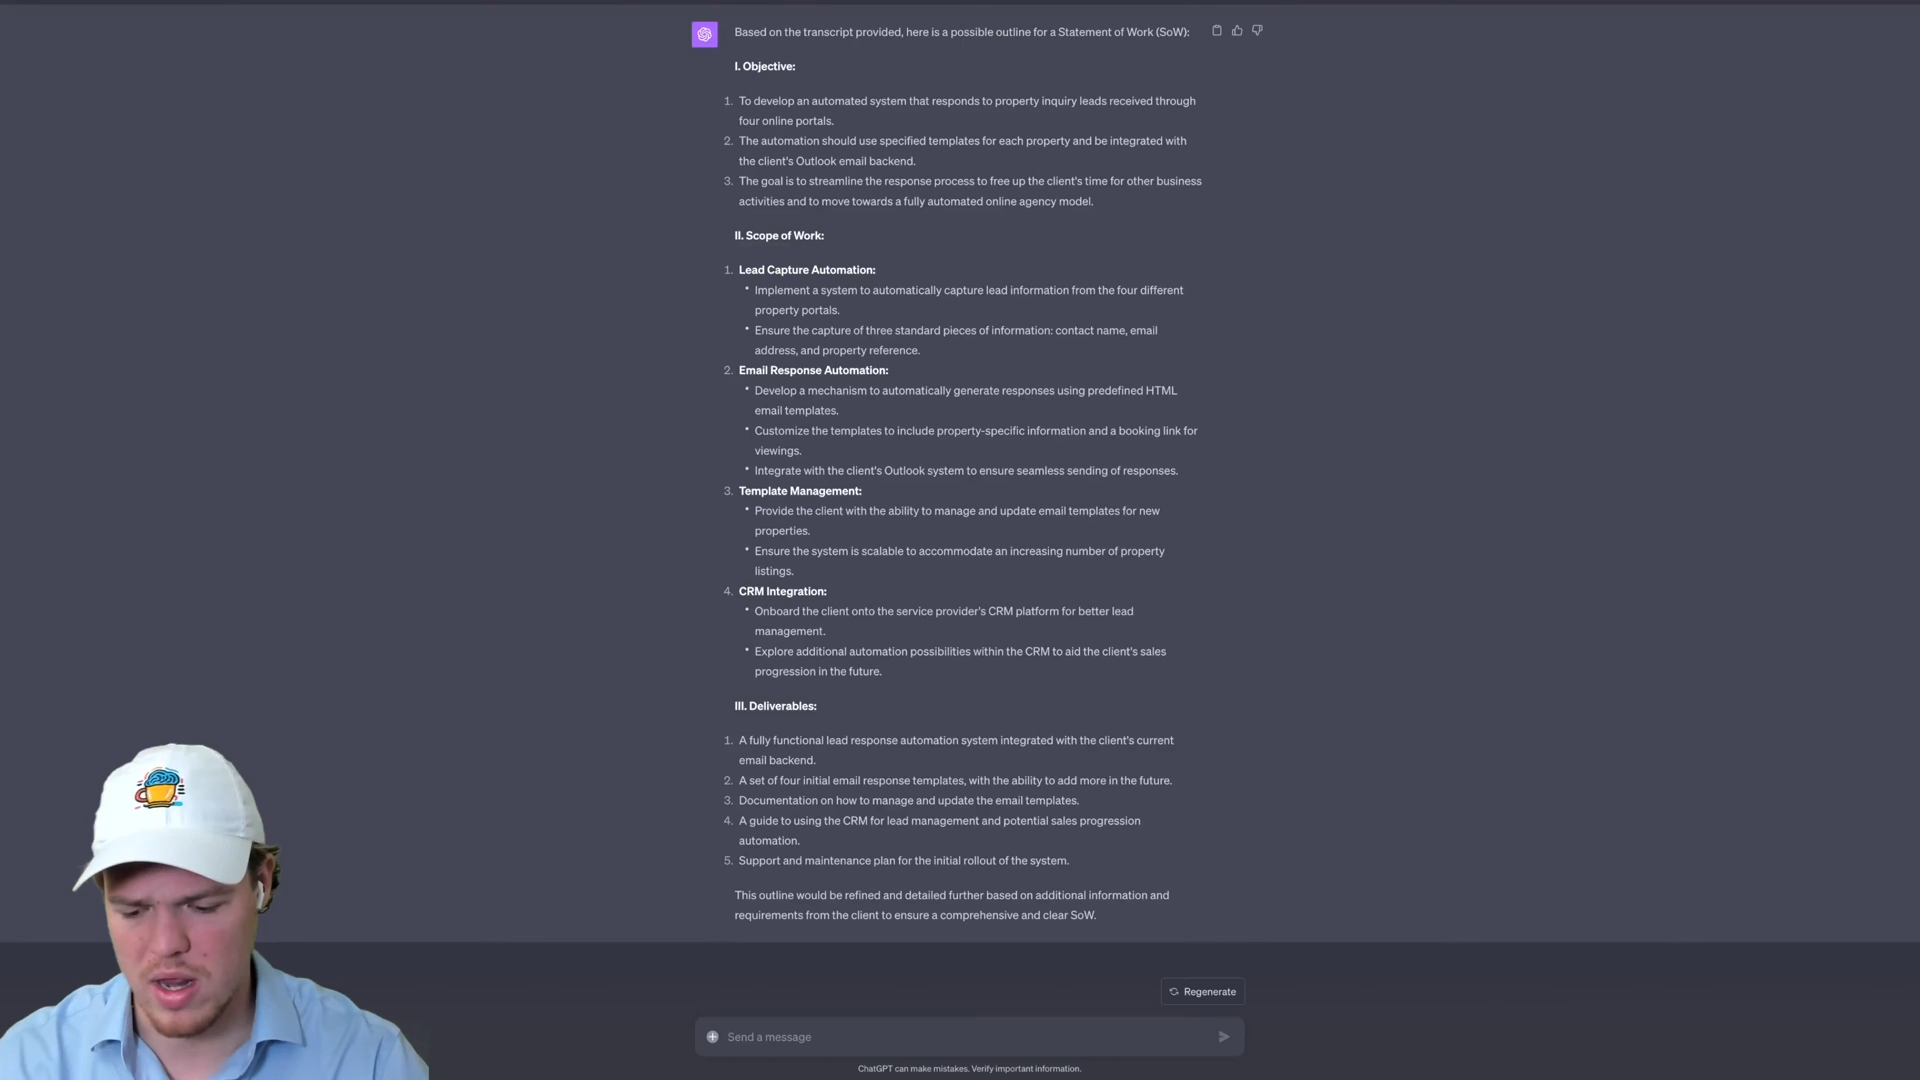 Based on the transcript provided, here is a possible outline for a Statement of Work (SoW):
I. Objective:
1. To develop an automated system that responds to property inquiry leads received through
four online portals.
2. The automation should use specified templates for each property and be integrated with
the client's Outlook email backend.
3. The goal is to streamline the response process to free up the client's time for other business
activities and to move towards a fully automated online agency model.
II. Scope of Work:
1. Lead Capture Automation:
• Implement a system to automatically capture lead information from the four different
property portals.
• Ensure the capture of three standard pieces of information: contact name, email
address, and property reference.
2. Email Response Automation:
• Develop a mechanism to automatically generate responses using predefined HTML
email templates.
• Customize the templates to include property-specific information and a booking link for
viewings.
• Integrate with the client's Outlook system to ensure seamless sending of responses.
3. Template Management:
• Provide the client with the ability to manage and update email templates for new
properties.
• Ensure the system is scalable to accommodate an increasing number of property
listings.
4. CRM Integration:
• Onboard the client onto the service provider's CRM platform for better lead
management.
• Explore additional automation possibilities within the CRM to aid the client's sales
progression in the future.
III. Deliverables:
1. A fully functional lead response automation system integrated with the client's current
email backend.
2. A set of four initial email response templates, with the ability to add more in the future.
3. Documentation on how to manage and update the email templates.
4. A guide to using the CRM for lead management and potential sales progression
automation.
5. Support and maintenance plan for the initial rollout of the system.
This outline would be refined and detailed further based on additional information and
requirements from the client to ensure a comprehensive and clear SoW.
Regenerate
Send a message
ChatGPT can make mistakes. Verify important information.